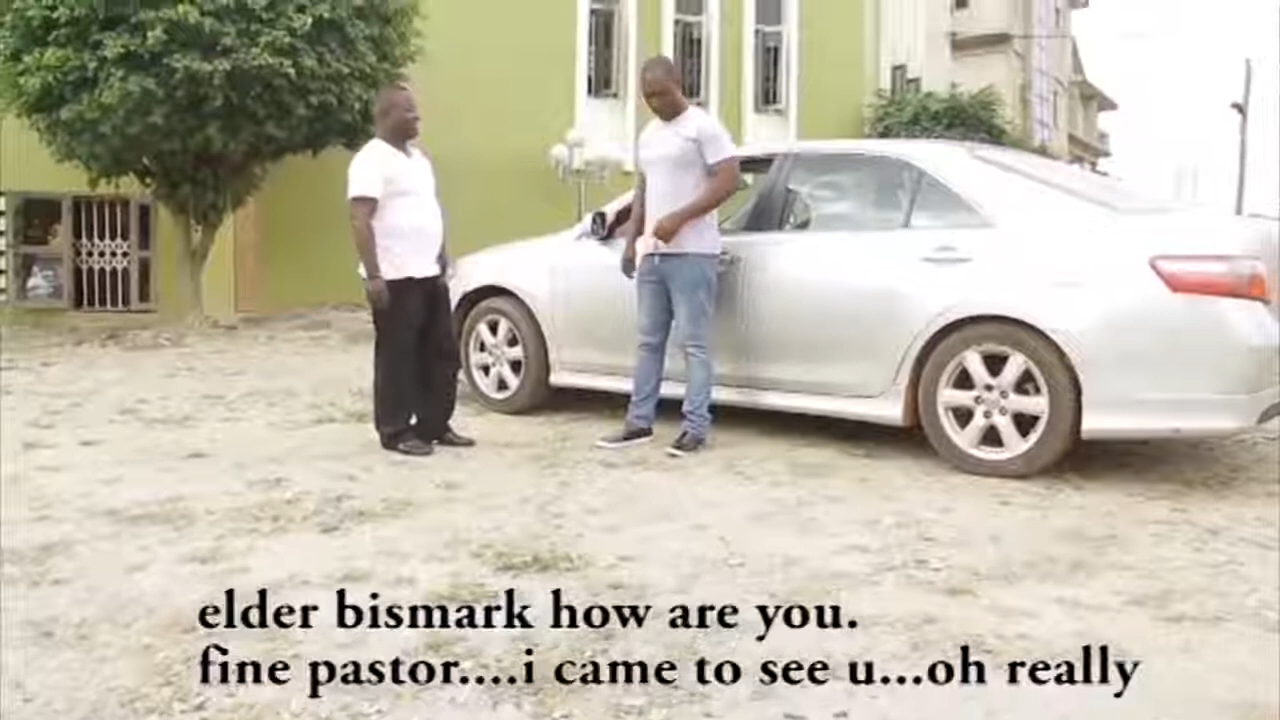 elder bismark how are you.
fine pastor....i came to see u...oh really